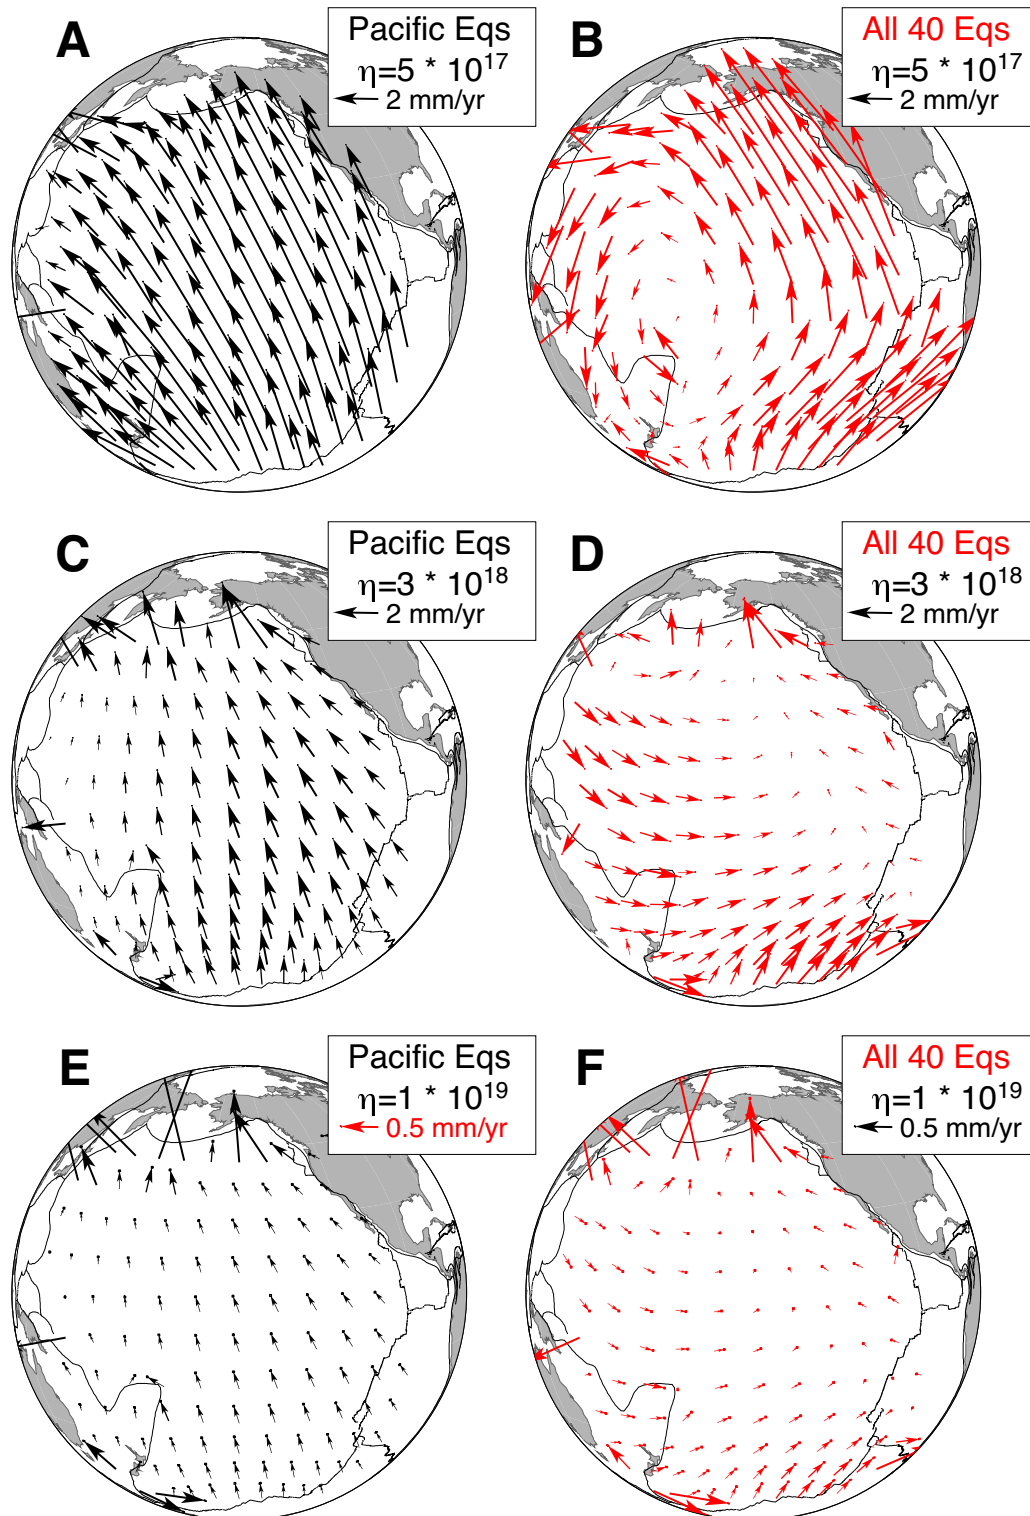 A
Pacific Eqs
η=5 * 10^17
2 mm/yr
B
All 40 Eqs
η=5 * 10^17
2 mm/yr
C
Pacific Eqs
η=3 * 10^18
2 mm/yr
D
All 40 Eqs
η=3 * 10^18
2 mm/yr
E
Pacific Eqs
η=1 * 10^19
0.5 mm/yr
F
All 40 Eqs
η=1 * 10^19
0.5 mm/yr